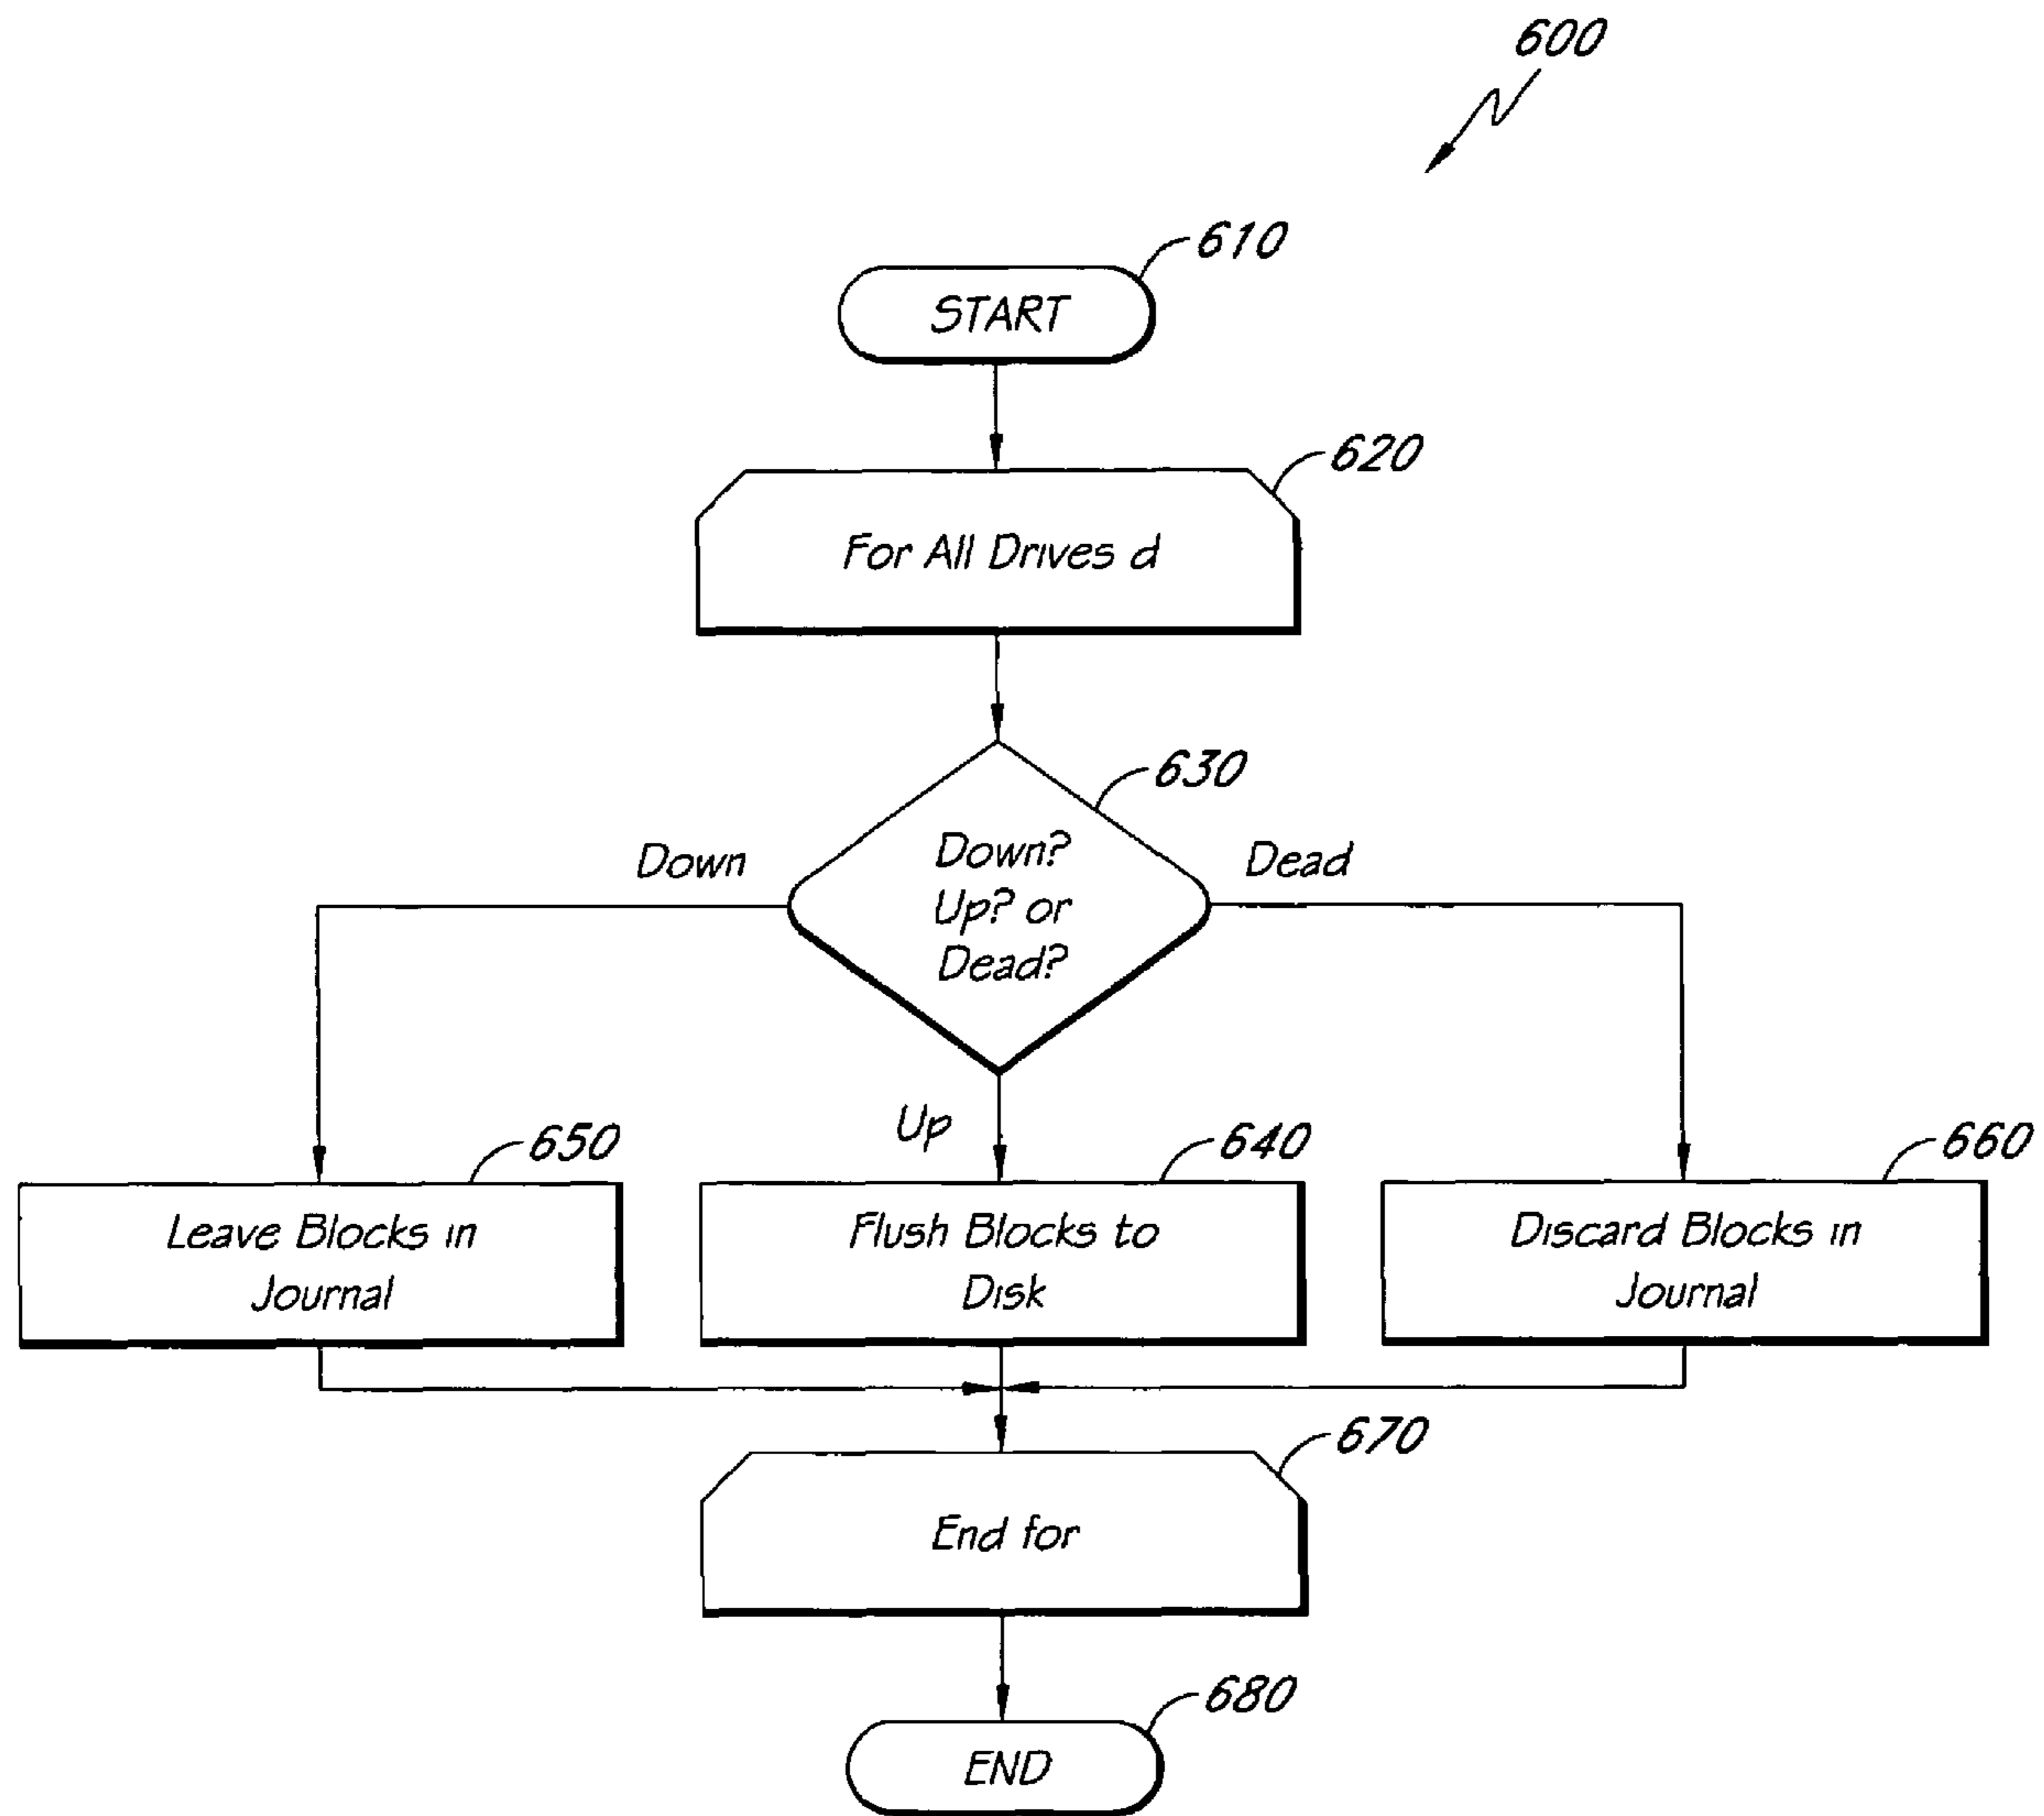 600
610
START
620
For All Drives d
630
Down?
Up? or
Dead?
Down
Dead
Up
650
640
660
Leave Blocks in
Journal
Flush Blocks to
Disk
Discard Blocks in
Journal
670
End for
680
END